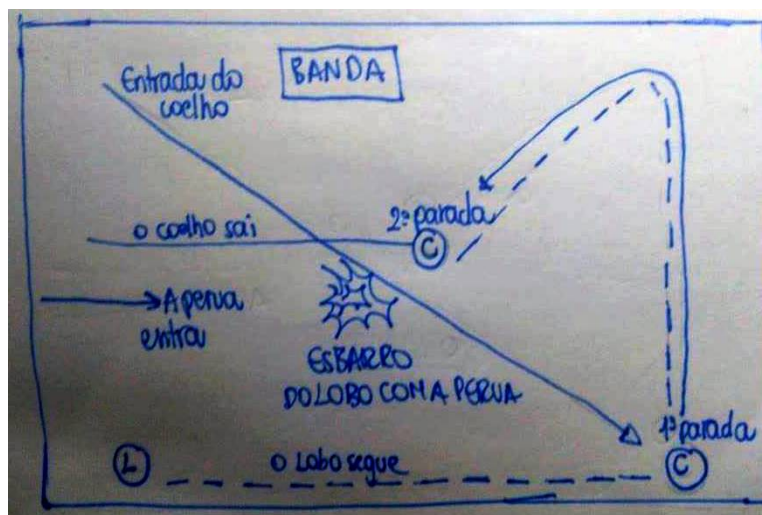 Entrada do
coelho
BANDA
2ª parada
C
o coelho sai
A perua
entra
ESBARRO
DO LOBO COM A PERUA
1ª parada
C
L
o Lobo segue